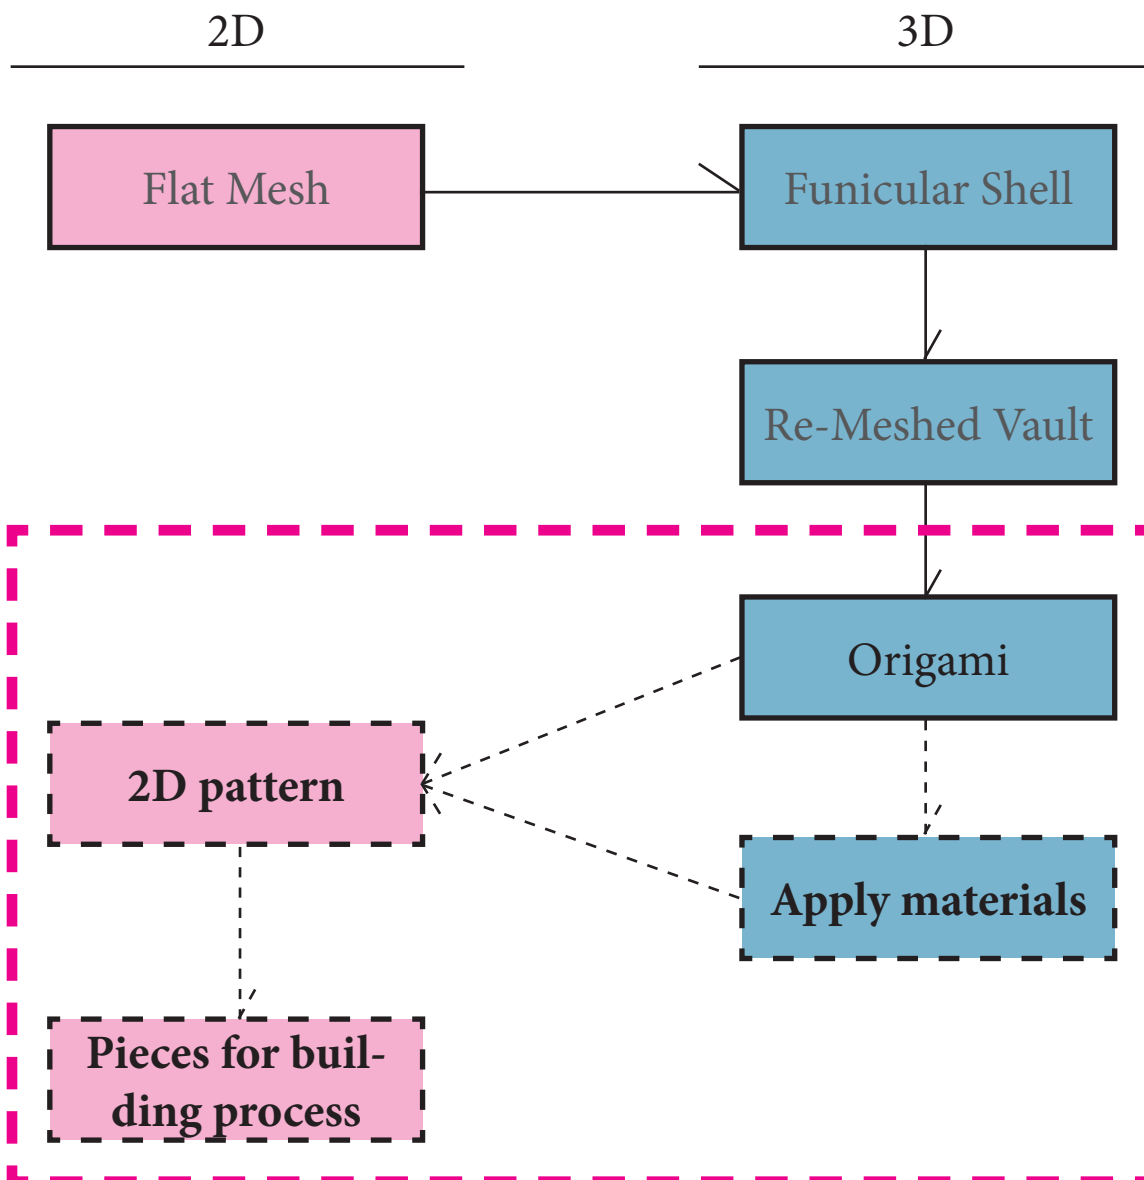 2D
3D
Flat Mesh
Funicular Shell
Re-Meshed Vault
Origami
2D pattern
Apply materials
Pieces for buil-
ding process